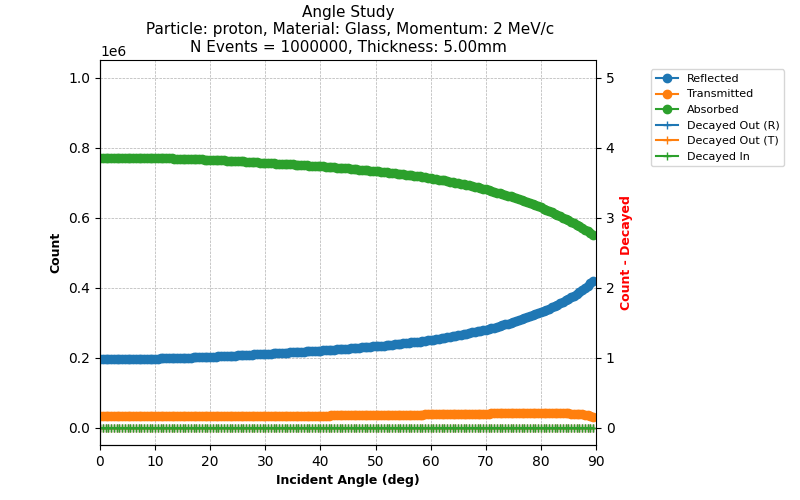 Angle Study
Particle: proton, Material: Glass, Momentum: 2 MeV/c
N Events = 1000000, Thickness: 5.00mm
1e6
1.0
0.8
0.6
0.4
0.2
0.0
Count
0
10
20
30
40
50
60
70
80
90
Incident Angle (deg)
5
4
3
2
1
0
Count - Decayed
Reflected
Transmitted
Absorbed
Decayed Out (R)
Decayed Out (T)
Decayed In